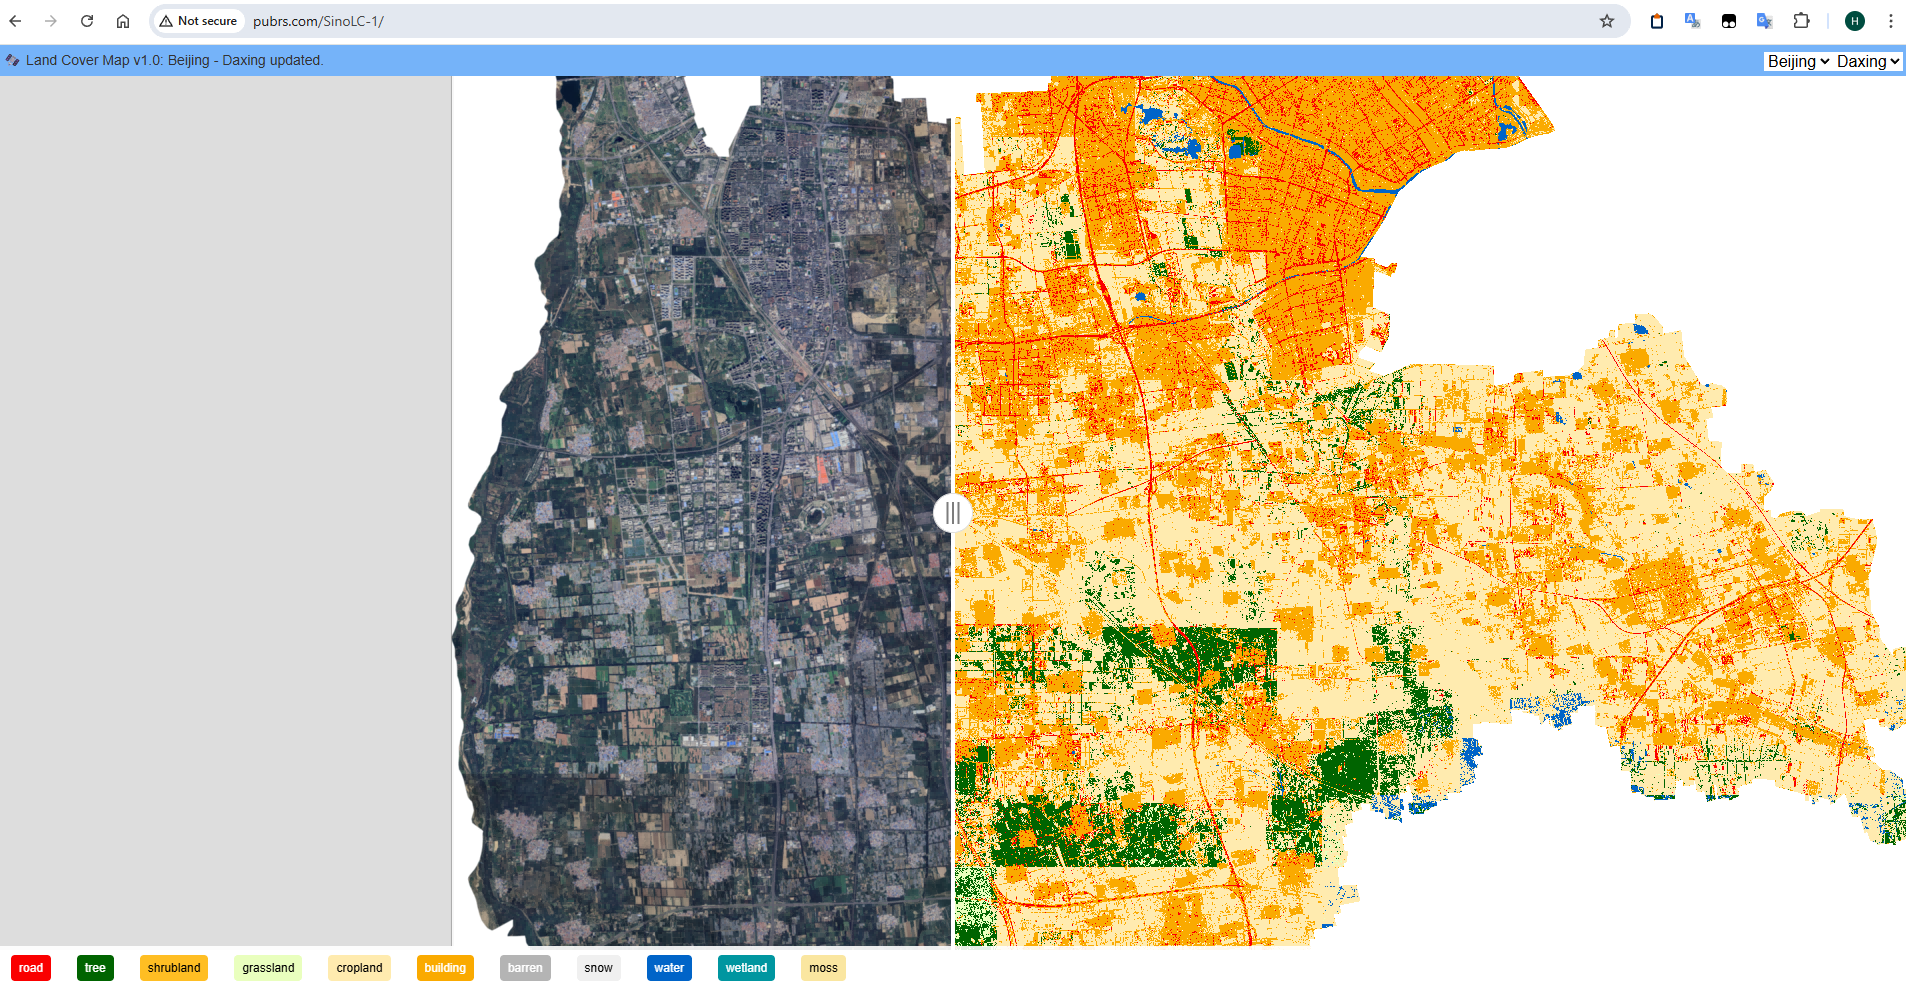 Not secure pubrs.com/SinoLC-1/
H
Land Cover Map v1.0: Beijing - Daxing updated. Beijing Daxing
road tree shrubland grassland cropland building barren snow water wetland moss